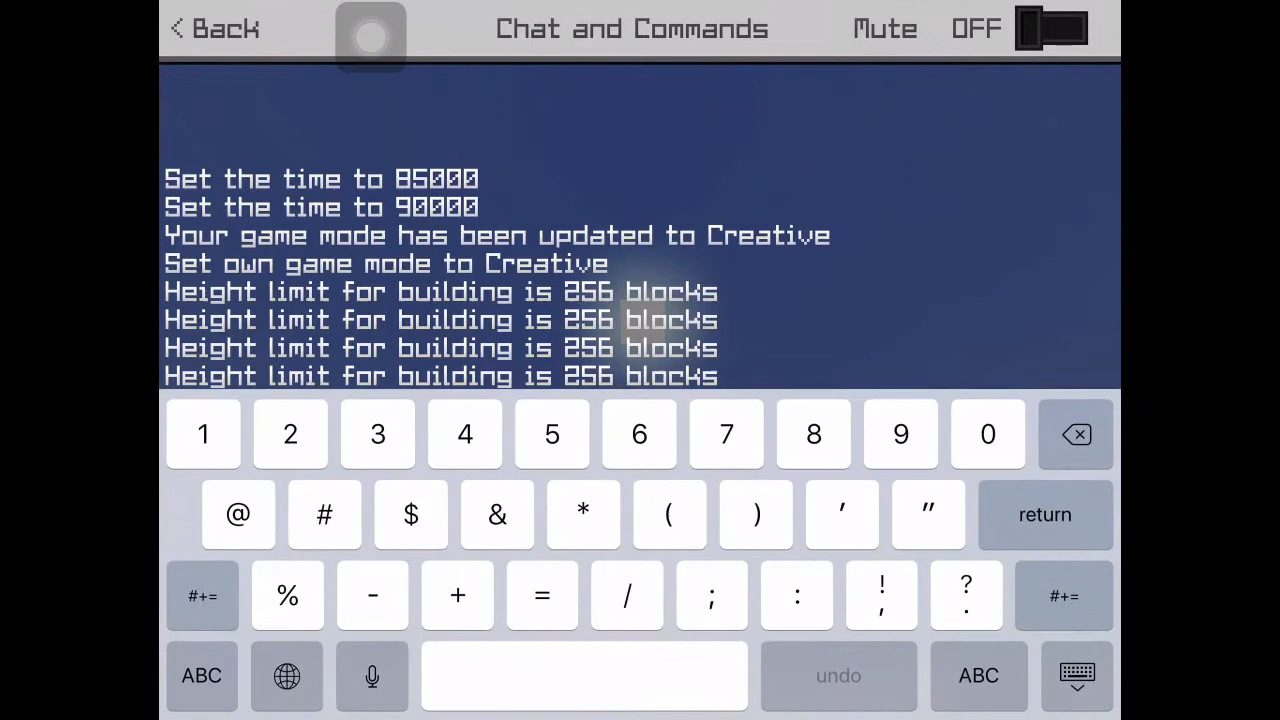 Back Chat and Commands Mute OFF
Set the time to 85000
Set the time to 90000
Your game mode has been updated to Creative
Set own game mode to Creative
Height limit for building is 256 blocks
Height limit for building is 256 blocks
Height limit for building is 256 blocks
Height limit for building is 256 blocks
1 2 3 4 5 6 7 8 9 0
@ # $ & * ( ) ' " return
#+= % - + = / ; : ! , ? . #+=
ABC undo ABC